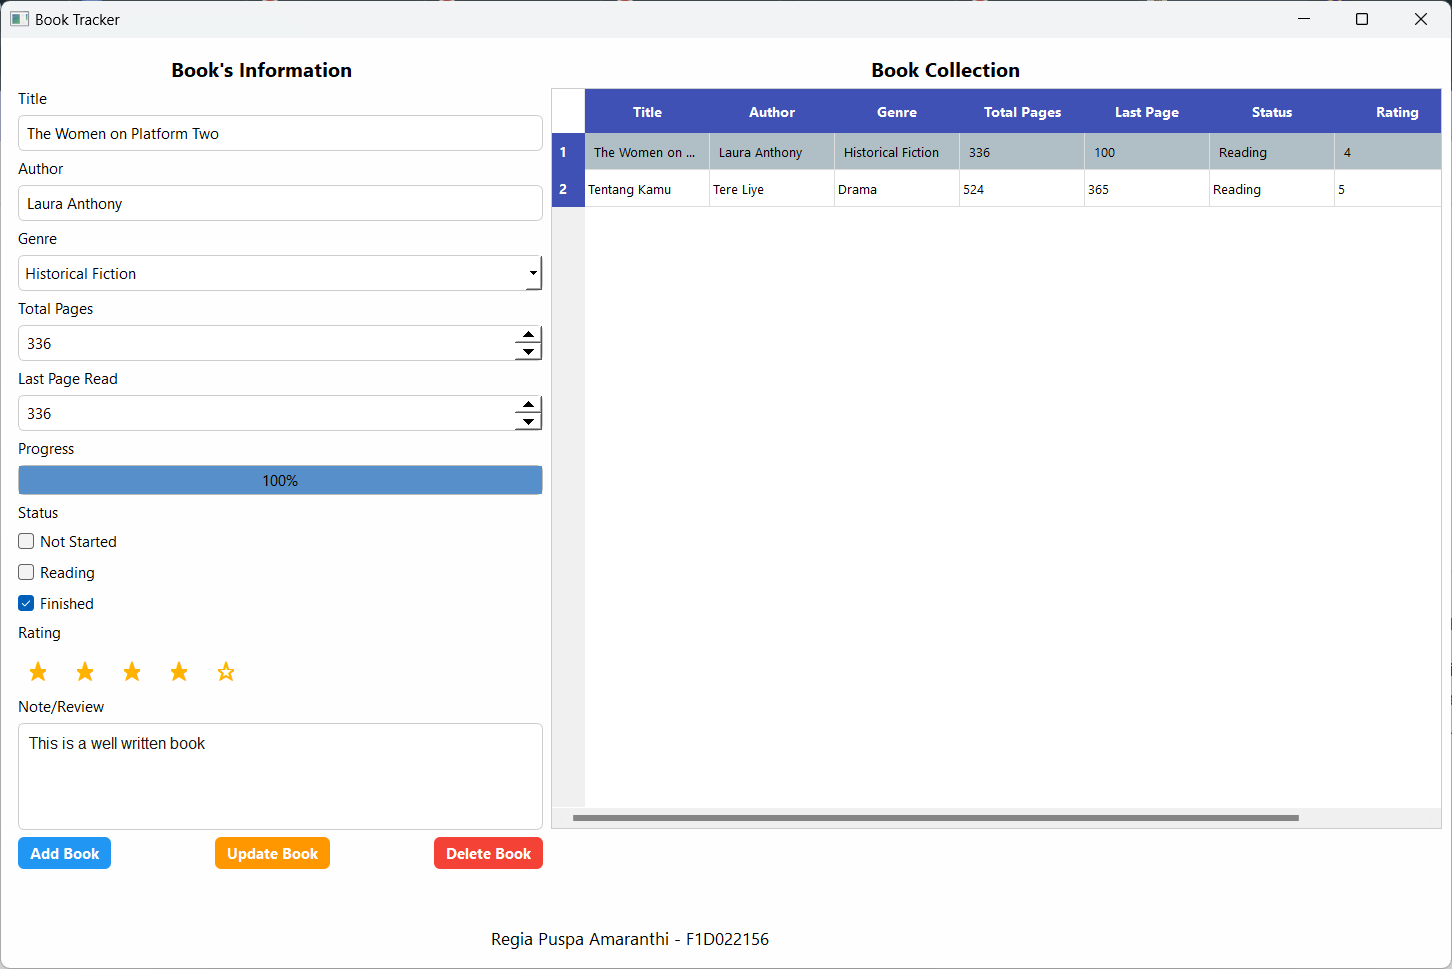 Book Tracker
Book's Information
Title
The Women on Platform Two
Author
Laura Anthony
Genre
Historical Fiction
Total Pages
336
Last Page Read
336
Progress
100%
Status
Not Started
Reading
Finished
Rating
Note/Review
This is a well written book
Add Book Update Book Delete Book
Book Collection
Title Author Genre Total Pages Last Page Status Rating
1 The Women on ... Laura Anthony Historical Fiction 336 100 Reading 4
2 Tentang Kamu Tere Liye Drama 524 365 Reading 5
Regia Puspa Amaranthi - F1D022156